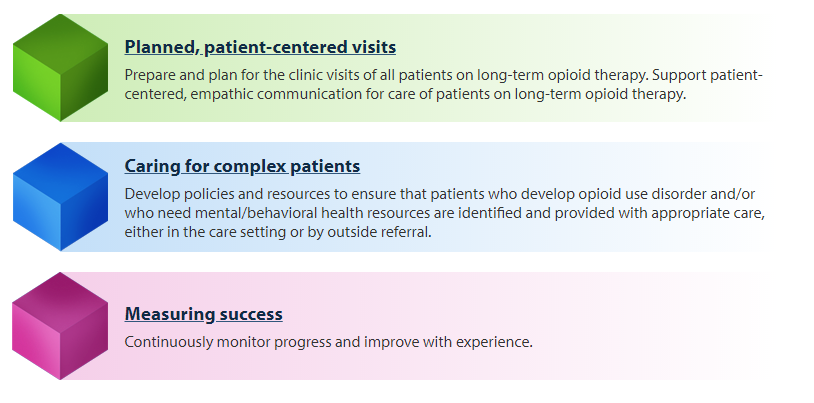 Planned, patient-centered visits
Prepare and plan for the clinic visits of all patients on long-term opioid therapy. Support patient-
centered, empathic communication for care of patients on long-term opioid therapy.
Caring for complex patients
Develop policies and resources to ensure that patients who develop opioid use disorder and/or
who need mental/behavioral health resources are identified and provided with appropriate care,
either in the care setting or by outside referral.
Measuring success
Continuously monitor progress and improve with experience.